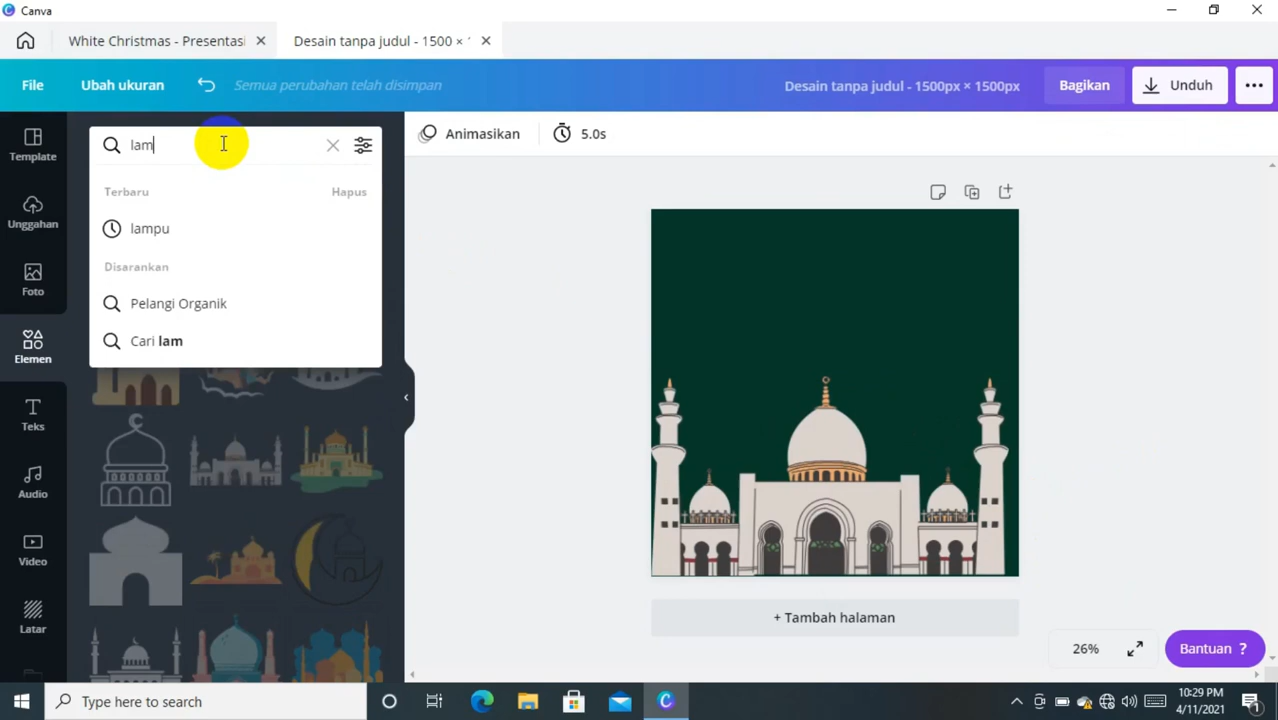 Canva
White Christmas - Presentasi
Desain tanpa judul - 1500 ×
File
Ubah ukuran
Semua perubahan telah disimpan
Desain tanpa judul - 1500px × 1500px
Bagikan
Unduh
Template
Unggahan
Foto
Elemen
Teks
Audio
Video
Latar
lam
Terbaru
Hapus
lampu
Disarankan
Pelangi Organik
Cari lam
Animasikan
5.0s
+ Tambah halaman
26%
Bantuan ?
Type here to search
10:29 PM
4/11/2021
1